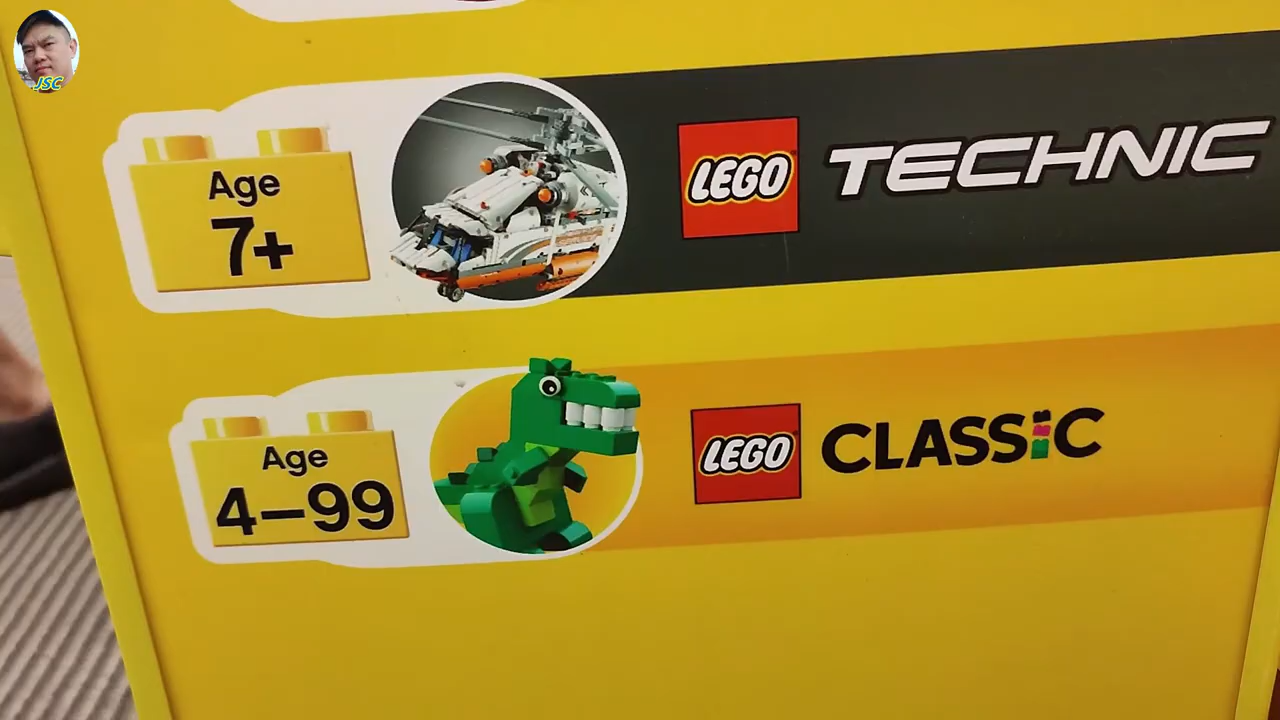 JSC
Age
7+
LEGO
TECHNIC
Age
4–99
LEGO
CLASSiC